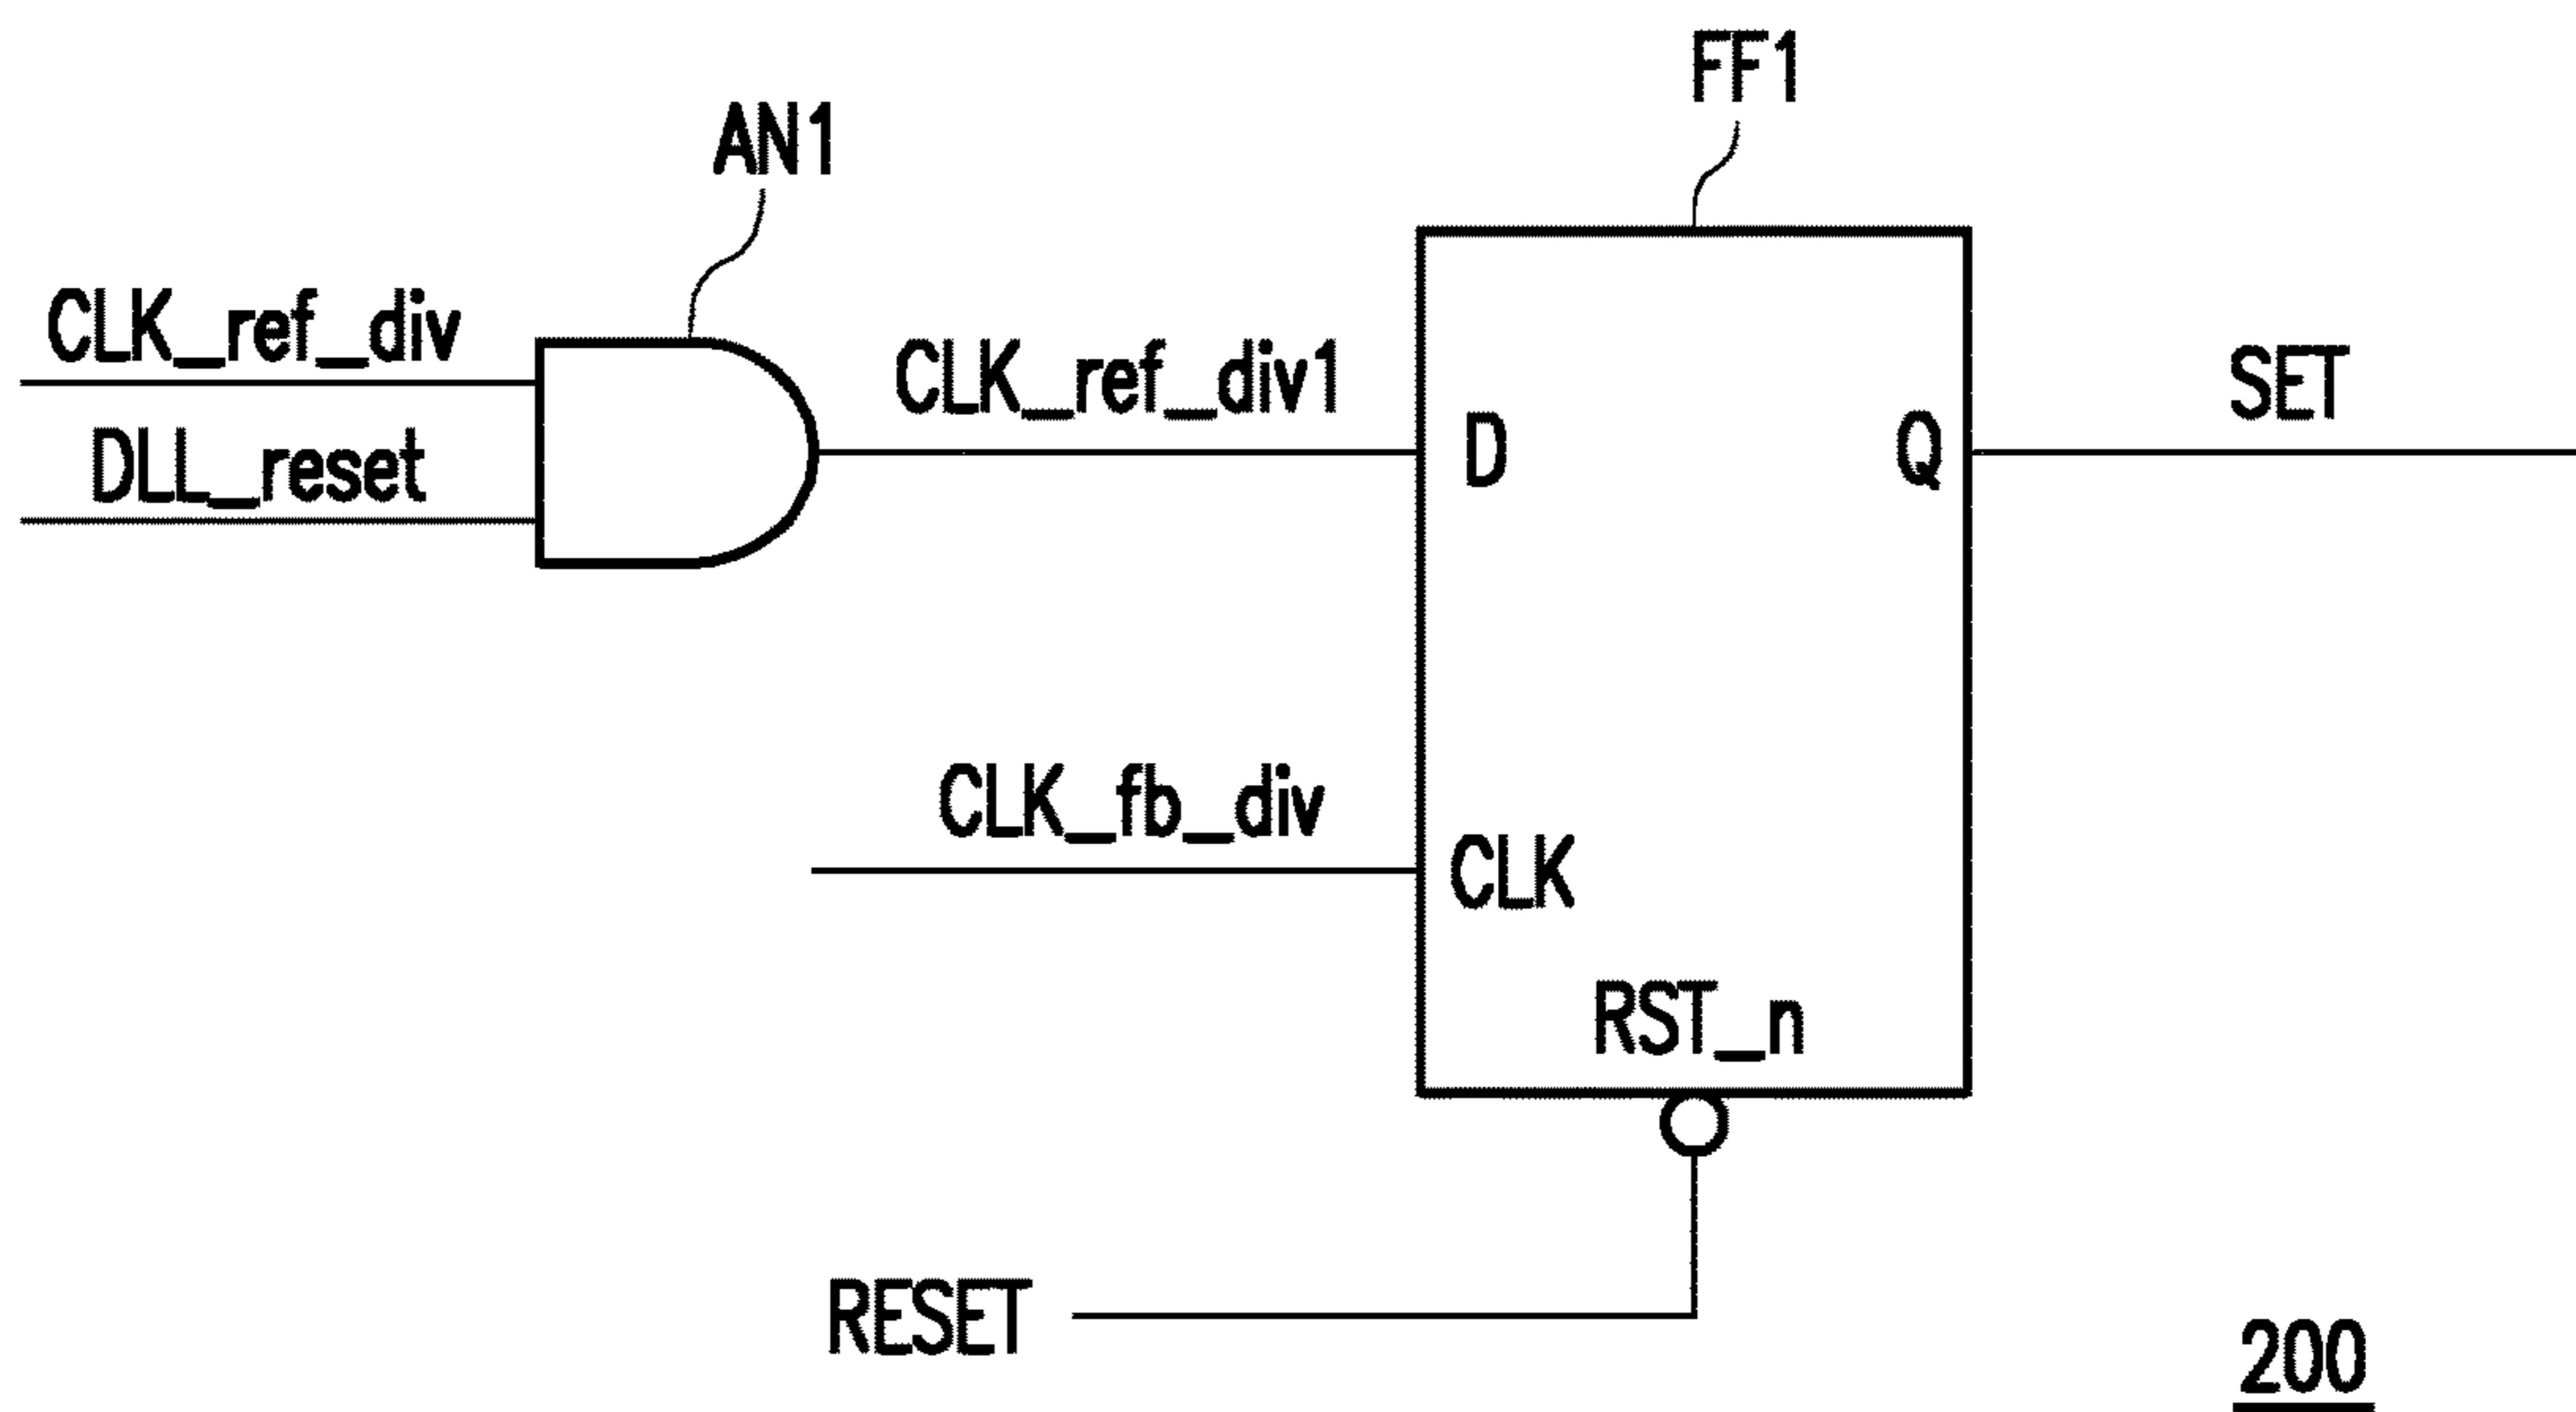 FF1
AN1
CLK_ref_div
CLK_ref_div1
SET
DLL_reset
D
Q
CLK_fb_div
CLK
RST_n
RESET
200